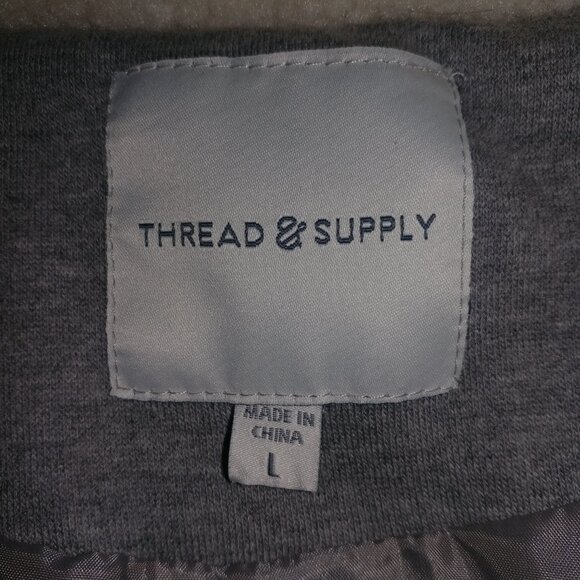 THREAD & SUPPLY
MADE IN
CHINA
L